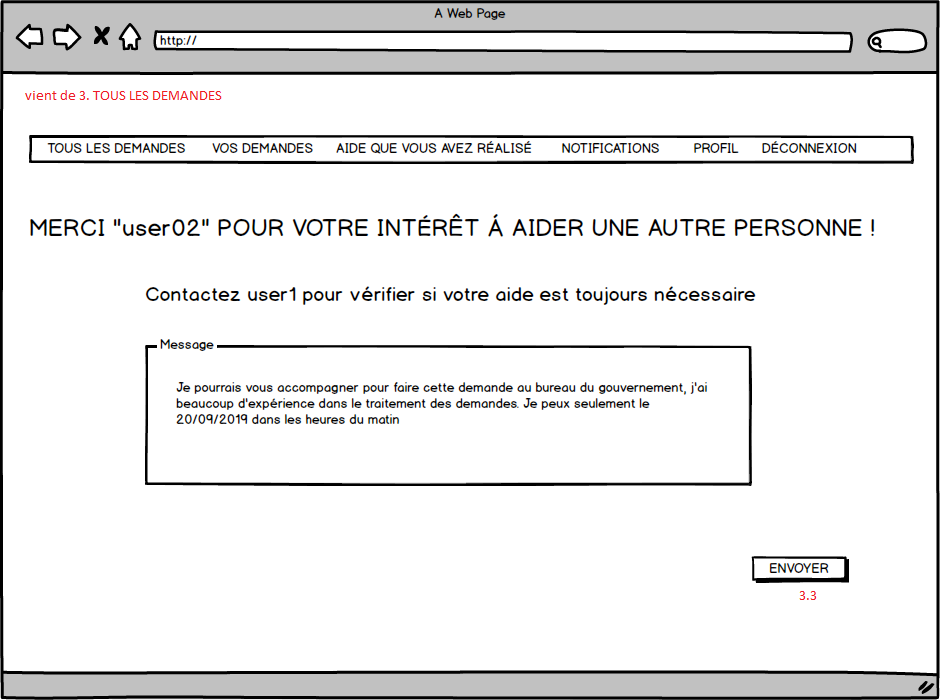 A Web Page
http://
vient de 3. TOUS LES DEMANDES
TOUS LES DEMANDES VOS DEMANDES AIDE QUE VOUS AVEZ RÉALISÉ NOTIFICATIONS PROFIL DÉCONNEXION
MERCI "user02" POUR VOTRE INTÉRÊT Á AIDER UNE AUTRE PERSONNE !
Contactez user1 pour vérifier si votre aide est toujours nécessaire
Message
Je pourrais vous accompagner pour faire cette demande au bureau du gouvernement, j'ai
beaucoup d'expérience dans le traitement des demandes. Je peux seulement le
20/09/2019 dans les heures du matin
ENVOYER
3.3